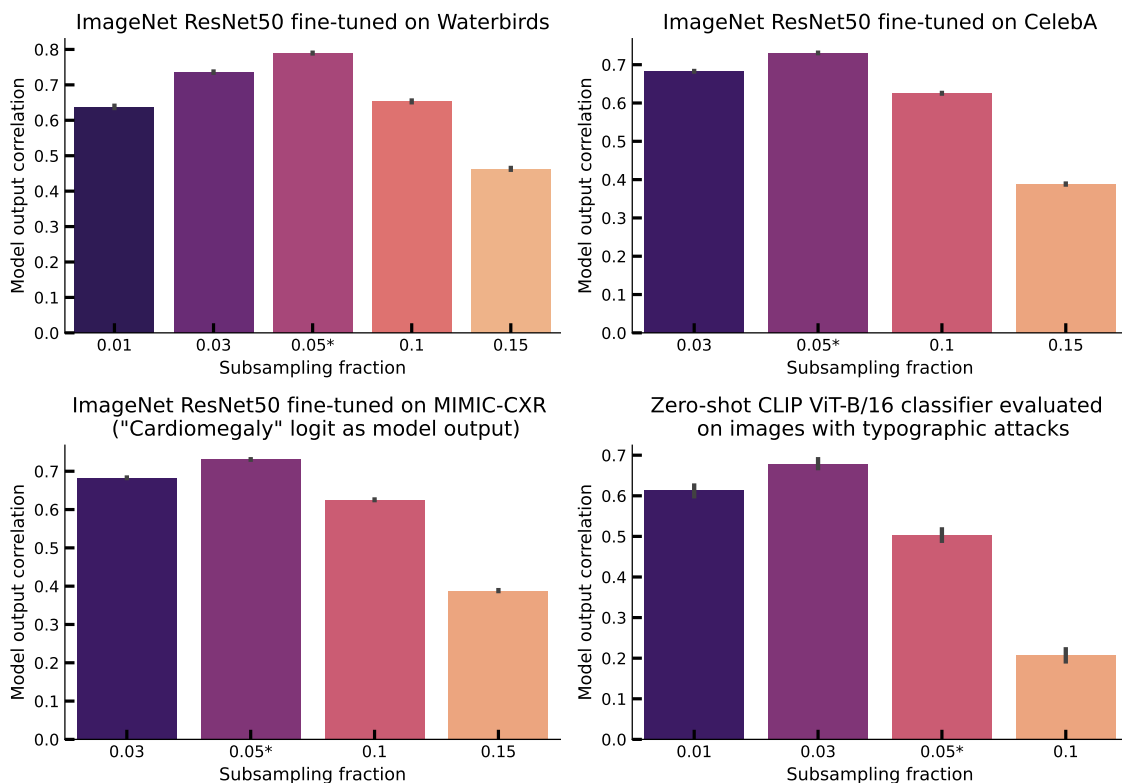 ImageNet ResNet50 fine-tuned on Waterbirds
Model output correlation
0.8
0.7
0.6
0.5
0.4
0.3
0.2
0.1
0.0
0.01 0.03 0.05* 0.1 0.15
Subsampling fraction
ImageNet ResNet50 fine-tuned on CelebA
Model output correlation
0.7
0.6
0.5
0.4
0.3
0.2
0.1
0.0
0.03 0.05* 0.1 0.15
Subsampling fraction
ImageNet ResNet50 fine-tuned on MIMIC-CXR
("Cardiomegaly" logit as model output)
Model output correlation
0.7
0.6
0.5
0.4
0.3
0.2
0.1
0.0
0.03 0.05* 0.1 0.15
Subsampling fraction
Zero-shot CLIP ViT-B/16 classifier evaluated
on images with typographic attacks
Model output correlation
0.7
0.6
0.5
0.4
0.3
0.2
0.1
0.0
0.01 0.03 0.05* 0.1
Subsampling fraction